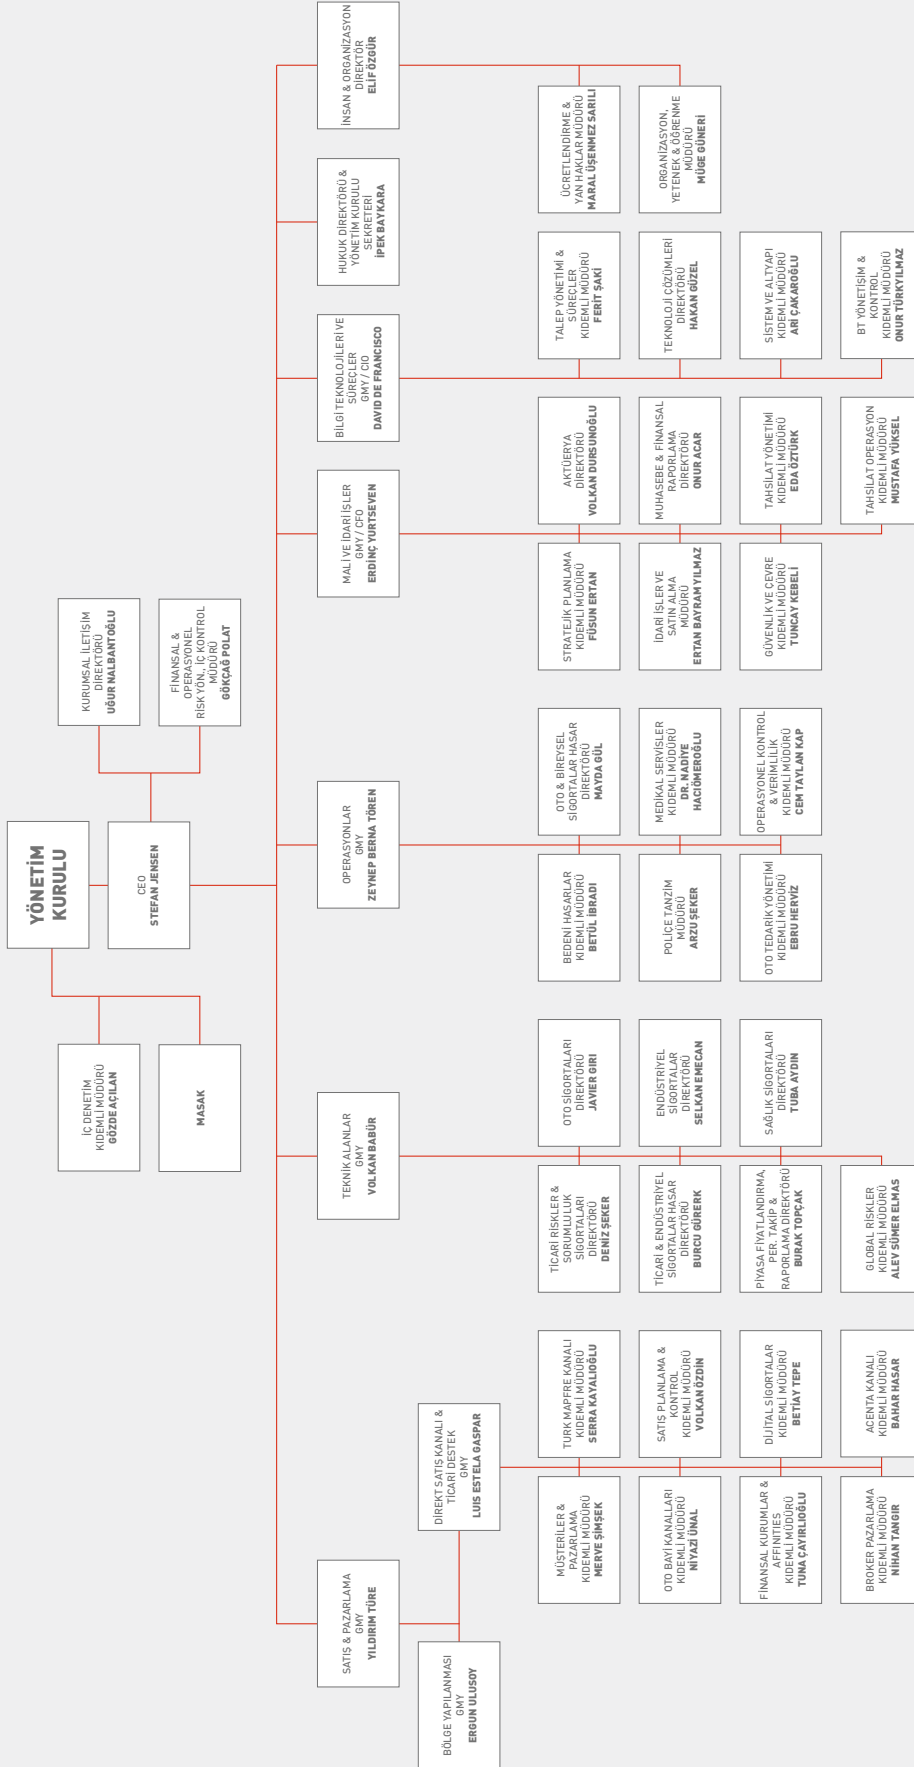 YÖNETİM
KURULU
İÇ DENETİM
KIDEMLİ MÜDÜRÜ
GÖZDE AÇILAN
MASAK
CEO
STEFAN JENSEN
KURUMSAL İLETİŞİM
DİREKTÖRÜ
UĞUR NALBANTOĞLU
FİNANSAL &
OPERASYONEL
RİSK YÖN., İÇ KONTROL
MÜDÜRÜ
GÖKÇAĞ POLAT
SATIŞ & PAZARLAMA
GMY
YILDIRIM TÜRE
TEKNİK ALANLAR
GMY
VOLKAN BABÜR
OPERASYONLAR
GMY
ZEYNEP BERNA TÖREN
MALİ VE İDARİ İŞLER
GMY / CFO
ERDİNÇ YURTSEVEN
BİLGİ TEKNOLOJİLERİ VE
SÜREÇLER
GMY / CIO
DAVID DE FRANCISCO
HUKUK DİREKTÖRÜ &
YÖNETİM KURULU
SEKRETERİ
İPEK BAYKARA
İNSAN & ORGANİZASYON
DİREKTÖR
ELİF ÖZGÜR
BÖLGE YAPILANMASI
GMY
ERGUN ULUSOY
DİREKT SATIŞ KANALI &
TİCARİ DESTEK
GMY
LUIS ESTELA GASPAR
MÜŞTERİLER &
PAZARLAMA
KIDEMLİ MÜDÜRÜ
MERVE ŞİMŞEK
TURK MAPFRE KANALI
KIDEMLİ MÜDÜRÜ
SERRA KAYALIOĞLU
OTO BAYİ KANALLARI
KIDEMLİ MÜDÜRÜ
NİYAZİ ÜNAL
SATIŞ PLANLAMA &
KONTROL
KIDEMLİ MÜDÜRÜ
VOLKAN ÖZDİN
FİNANSAL KURUMLAR &
AFFINITIES
KIDEMLİ MÜDÜRÜ
TUNA ÇAYIRLIOĞLU
DİJİTAL SİGORTALAR
KIDEMLİ MÜDÜRÜ
BETİAY TEPE
BROKER PAZARLAMA
KIDEMLİ MÜDÜRÜ
NİHAN TANGIR
ACENTA KANALI
KIDEMLİ MÜDÜRÜ
BAHAR HASAR
TİCARİ RİSKLER &
SORUMLULUK
SİGORTALARI
DİREKTÖRÜ
DENİZ ŞEKER
OTO SİGORTALARI
DİREKTÖRÜ
JAVIER GIRI
TİCARİ & ENDÜSTRİYEL
SİGORTALAR HASAR
DİREKTÖRÜ
BURCU GÜRERK
ENDÜSTRİYEL
SİGORTALAR
DİREKTÖRÜ
SELKAN EMECAN
PİYASA FİYATLANDIRMA,
PER. TAKİP &
RAPORLAMA DİREKTÖRÜ
BURAK TOPÇAK
SAĞLIK SİGORTALARI
DİREKTÖRÜ
TUBA AYDIN
GLOBAL RİSKLER
KIDEMLİ MÜDÜRÜ
ALEV SÜMER ELMAS
BEDENİ HASARLAR
KIDEMLİ MÜDÜRÜ
BETÜL İBRADI
OTO & BİREYSEL
SİGORTALAR HASAR
DİREKTÖRÜ
MAYDA GÜL
POLİÇE TANZİM
MÜDÜRÜ
ARZU ŞEKER
MEDİKAL SERVİSLER
KIDEMLİ MÜDÜRÜ
DR. NADİYE
HACIÖMEROĞLU
OTO TEDARİK YÖNETİMİ
KIDEMLİ MÜDÜRÜ
EBRU HERVİZ
OPERASYONEL KONTROL
& VERİMLİLİK
KIDEMLİ MÜDÜRÜ
CEM TAYLAN KAP
STRATEJİK PLANLAMA
KIDEMLİ MÜDÜRÜ
FÜSUN ERTAN
AKTÜERYA
DİREKTÖRÜ
VOLKAN DURSUNOĞLU
İDARİ İŞLER VE
SATIN ALMA
MÜDÜRÜ
ERTAN BAYRAM YILMAZ
MUHASEBE & FİNANSAL
RAPORLAMA
DİREKTÖRÜ
ONUR ACAR
GÜVENLİK VE ÇEVRE
KIDEMLİ MÜDÜRÜ
TUNCAY KEBELİ
TAHSİLAT YÖNETİMİ
KIDEMLİ MÜDÜRÜ
EDA ÖZTÜRK
TAHSİLAT OPERASYON
KIDEMLİ MÜDÜRÜ
MUSTAFA YÜKSEL
TALEP YÖNETİMİ &
SÜREÇLER
KIDEMLİ MÜDÜRÜ
FERİT ŞAKİ
TEKNOLOJİ ÇÖZÜMLERİ
DİREKTÖRÜ
HAKAN GÜZEL
SİSTEM VE ALTYAPI
KIDEMLİ MÜDÜRÜ
ARİ ÇAKAROĞLU
BT YÖNETİŞİM &
KONTROL
KIDEMLİ MÜDÜRÜ
ONUR TÜRKYILMAZ
ÜCRETLENDİRME &
YAN HAKLAR MÜDÜRÜ
MARAL ÜŞENMEZ SARILI
ORGANİZASYON,
YETENEK & ÖĞRENME
MÜDÜRÜ
MÜGE GÜNERİ